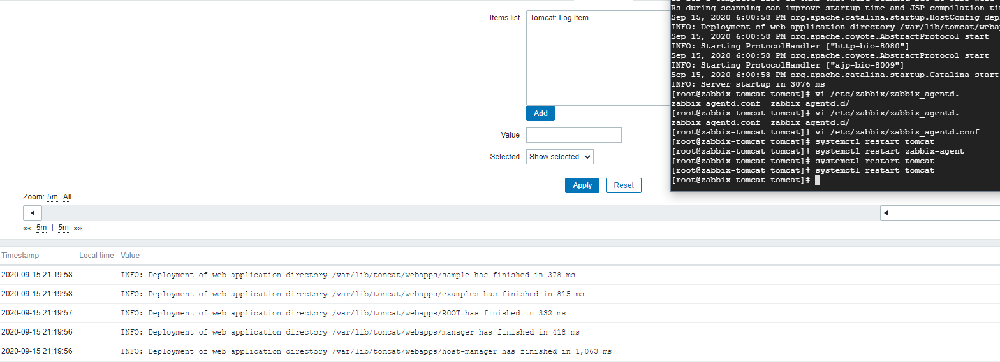 Items list
Tomcat: Log Item
Add
Value
Selected
Show selected
Apply
Reset
Rs during scanning can improve startup time and JSP compilation ti
Sep 15, 2020 6:00:58 PM org.apache.catalina.startup.HostConfig dep
INFO: Deployment of web application directory /var/lib/tomcat/weba
Sep 15, 2020 6:00:58 PM org.apache.coyote.AbstractProtocol start
INFO: Starting ProtocolHandler ["http-bio-8080"]
Sep 15, 2020 6:00:58 PM org.apache.coyote.AbstractProtocol start
INFO: Starting ProtocolHandler ["ajp-bio-8009"]
Sep 15, 2020 6:00:58 PM org.apache.catalina.startup.Catalina start
INFO: Server startup in 3076 ms
[root@zabbix-tomcat tomcat]# vi /etc/zabbix/zabbix_agentd.
zabbix_agentd.conf  zabbix_agentd.d/
[root@zabbix-tomcat tomcat]# vi /etc/zabbix/zabbix_agentd.
zabbix_agentd.conf  zabbix_agentd.d/
[root@zabbix-tomcat tomcat]# vi /etc/zabbix/zabbix_agentd.conf
[root@zabbix-tomcat tomcat]# systemctl restart tomcat
[root@zabbix-tomcat tomcat]# systemctl restart zabbix-agent
[root@zabbix-tomcat tomcat]# systemctl restart tomcat
[root@zabbix-tomcat tomcat]# systemctl restart tomcat
[root@zabbix-tomcat tomcat]#
Zoom: 5m All
«« 5m | 5m »»
Timestamp Local time Value
2020-09-15 21:19:58 INFO: Deployment of web application directory /var/lib/tomcat/webapps/sample has finished in 378 ms
2020-09-15 21:19:58 INFO: Deployment of web application directory /var/lib/tomcat/webapps/examples has finished in 815 ms
2020-09-15 21:19:57 INFO: Deployment of web application directory /var/lib/tomcat/webapps/ROOT has finished in 332 ms
2020-09-15 21:19:56 INFO: Deployment of web application directory /var/lib/tomcat/webapps/manager has finished in 418 ms
2020-09-15 21:19:56 INFO: Deployment of web application directory /var/lib/tomcat/webapps/host-manager has finished in 1,063 ms